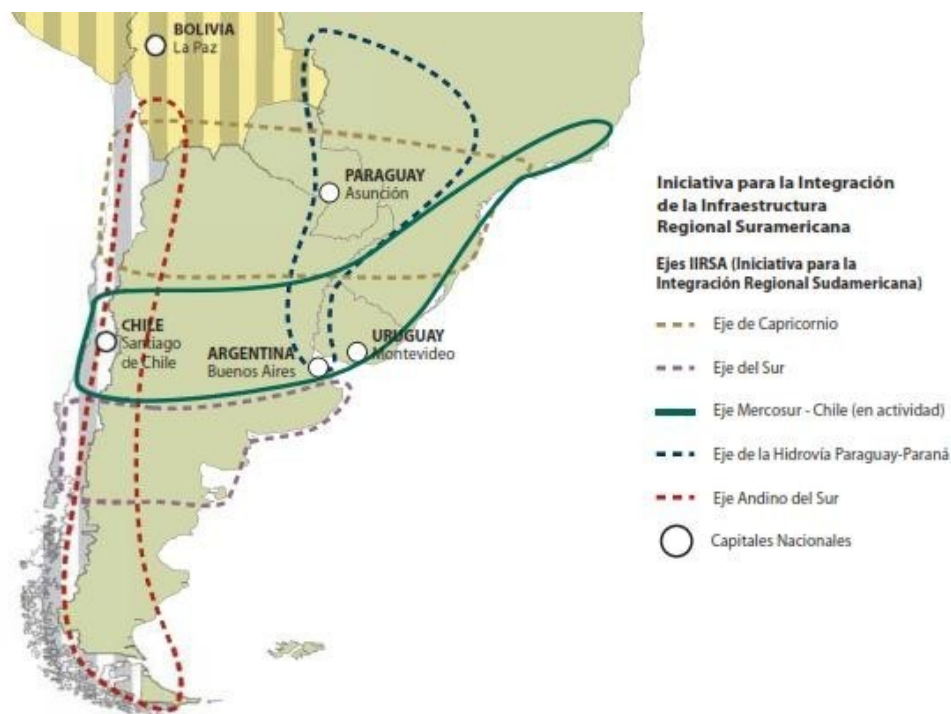 BOLIVIA
La Paz
PARAGUAY
Asunción
CHILE
Santiago
de Chile
ARGENTINA
Buenos Aires
URUGUAY
Montevideo
Iniciativa para la Integración
de la Infraestructura
Regional Suramericana
Ejes IIRSA (Iniciativa para la
Integración Regional Sudamericana)
Eje de Capricornio
Eje del Sur
Eje Mercosur - Chile (en actividad)
Eje de la Hidrovía Paraguay-Paraná
Eje Andino del Sur
Capitales Nacionales